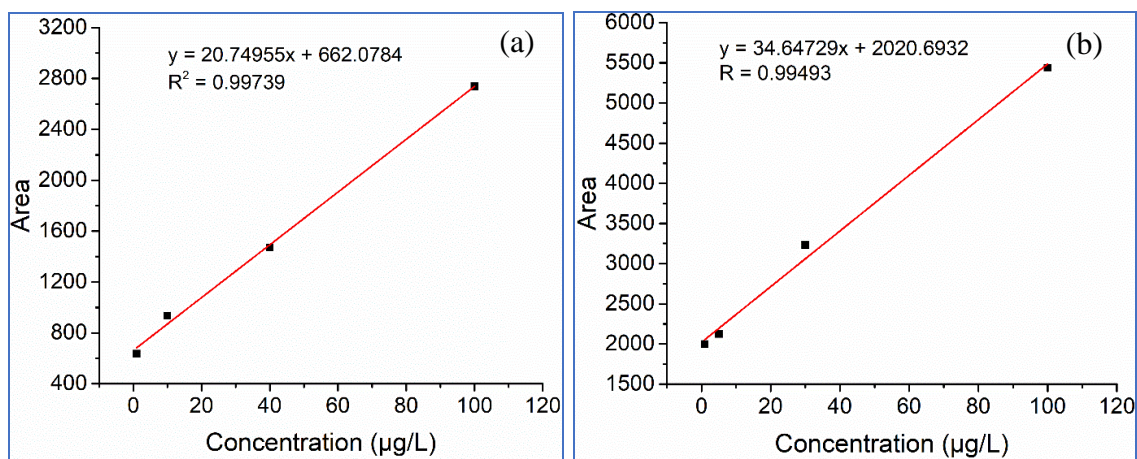 (a)
y = 20.74955x + 662.0784
R² = 0.99739
Area
3200
2800
2400
2000
1600
1200
800
400
0 20 40 60 80 100 120
Concentration (µg/L)
(b)
y = 34.64729x + 2020.6932
R = 0.99493
Area
6000
5500
5000
4500
4000
3500
3000
2500
2000
1500
0 20 40 60 80 100 120
Concentration (µg/L)